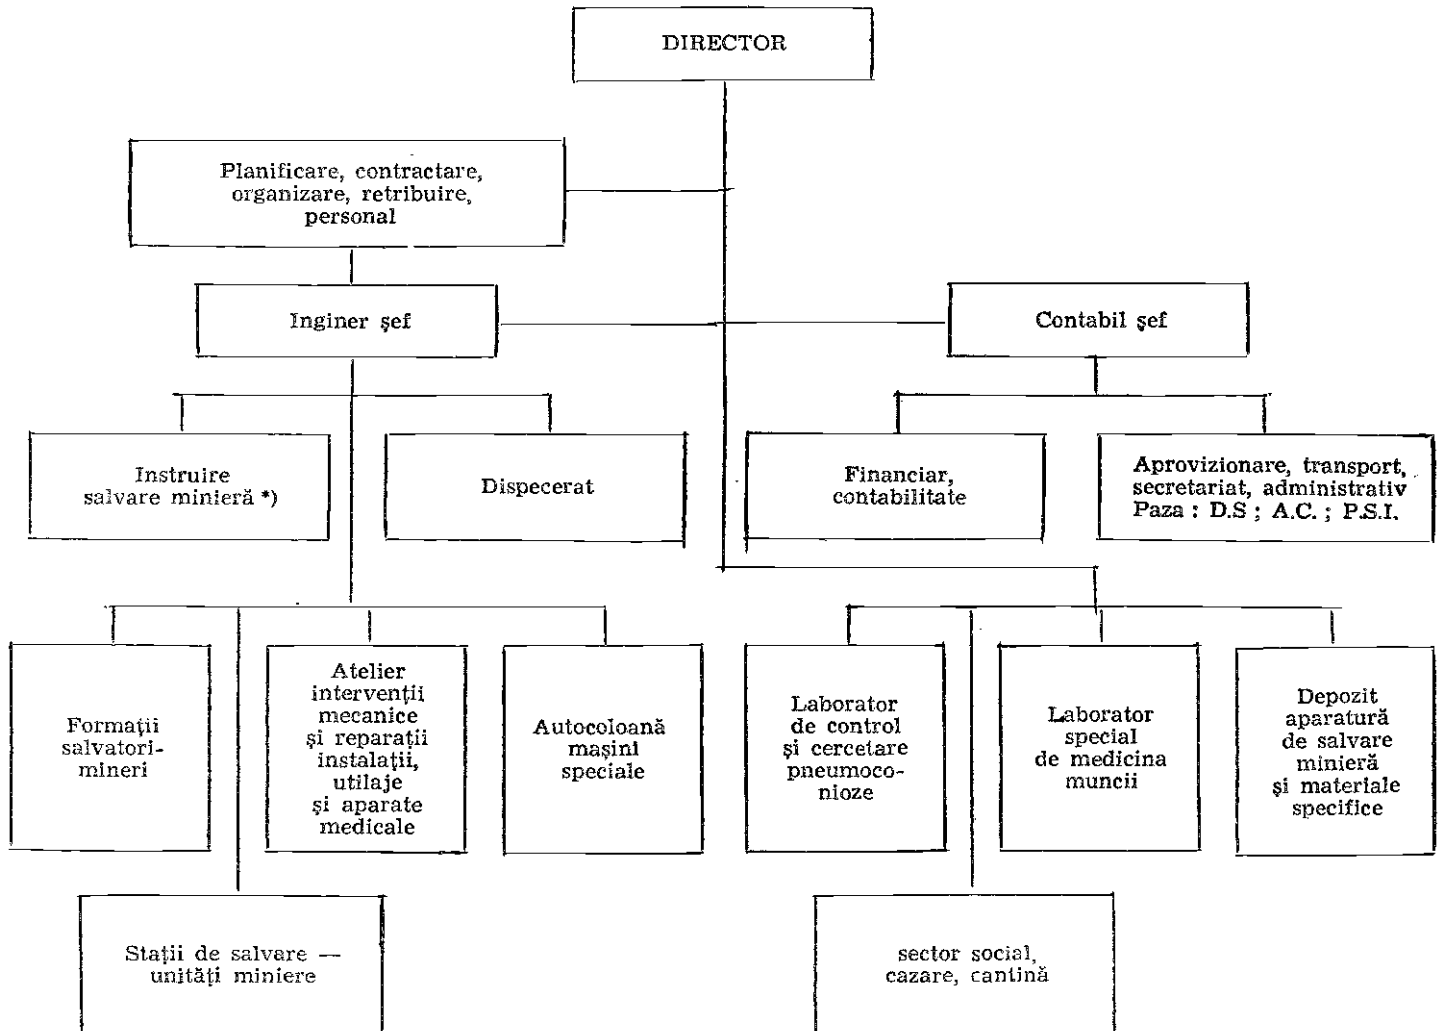 DIRECTOR
Planificare, contractare,
organizare, retribuire,
personal
Inginer şef
Contabil şef
Instruire
salvare minieră *)
Dispecerat
Financiar,
contabilitate
Aprovizionare, transport,
secretariat, administrativ
Paza : D.S ; A.C. ; P.S.I.
Formaţii
salvatori-
mineri
Atelier
intervenţii
mecanice
şi reparaţii
instalaţii,
utilaje
şi aparate
medicale
Autocoloană
maşini
speciale
Laborator
de control
şi cercetare
pneumoco-
nioze
Laborator
special
de medicina
muncii
Depozit
aparatură
de salvare
minieră
şi materiale
specifice
Staţii de salvare —
unităţi miniere
sector social,
cazare, cantină